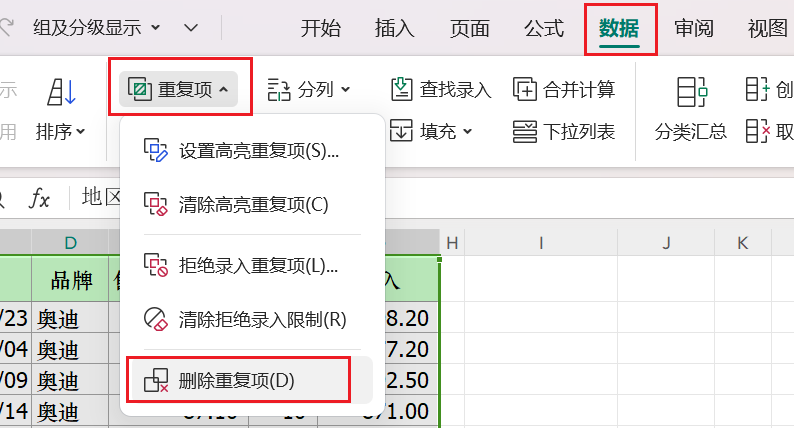 组及分级显示 开始 插入 页面 公式 数据 审阅 视图
示 排序 重复项 分列 查找录入 合并计算 分类汇总 创
用 填充 下拉列表 取
设置高亮重复项(S)...
清除高亮重复项(C)
拒绝录入重复项(L)...
清除拒绝录入限制(R)
删除重复项(D)
fx 地区
D H I J K
品牌 入
/23 奥迪 8.20
/04 奥迪 7.20
/09 奥迪 2.50
/14 奥迪 671.00